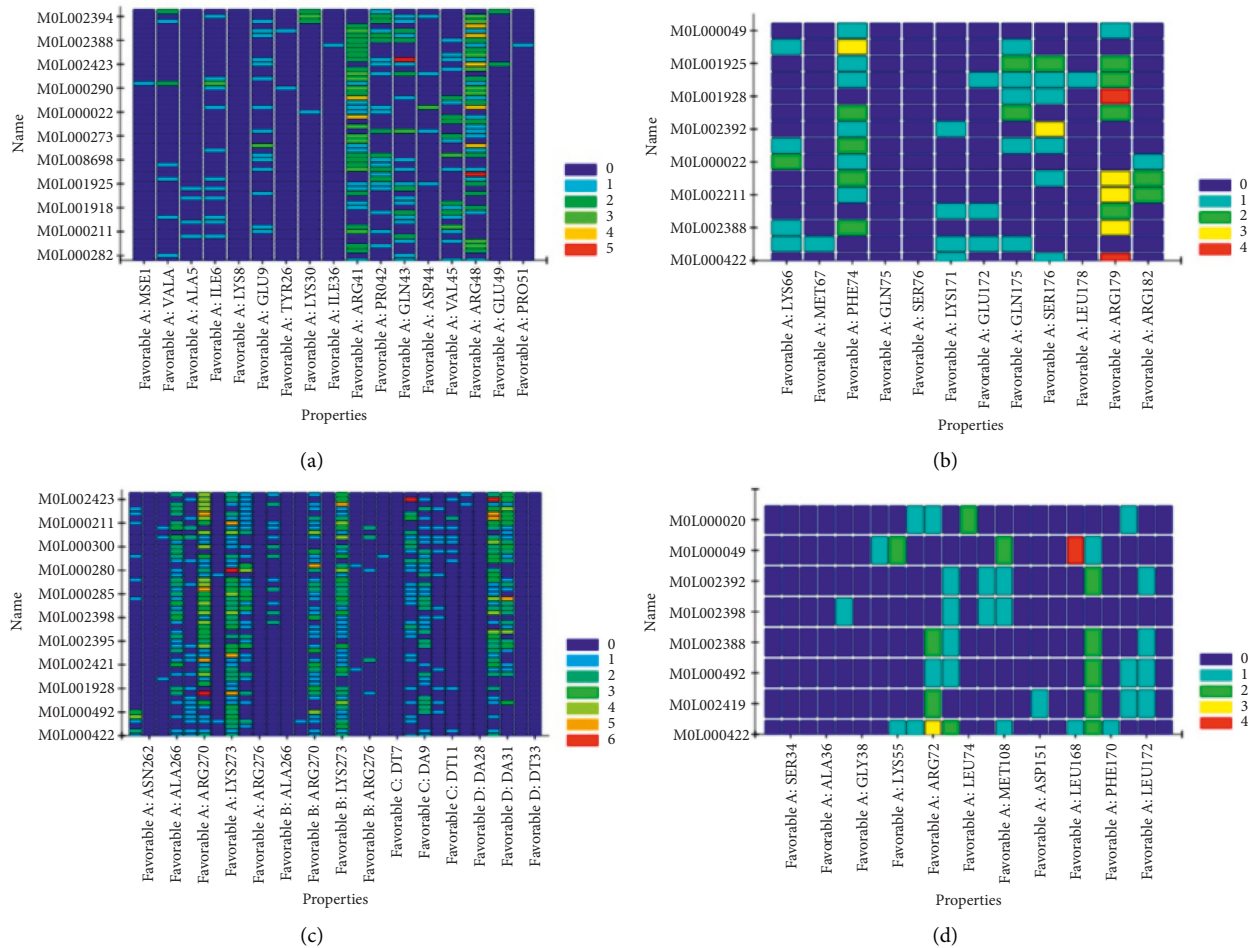 M0L002394
M0L002388
M0L002423
M0L000290
M0L000022
M0L000273
M0L008698
M0L001925
M0L001918
M0L000211
M0L000282
Name
Favorable A: MSE1
Favorable A: VALA
Favorable A: ALA5
Favorable A: ILE6
Favorable A: LYS8
Favorable A: GLU9
Favorable A: TYR26
Favorable A: LYS30
Favorable A: ILE36
Favorable A: ARG41
Favorable A: PR042
Favorable A: GLN43
Favorable A: ASP44
Favorable A: VAL45
Favorable A: ARG48
Favorable A: GLU49
Favorable A: PRO51
Properties
0
1
2
3
4
5
(a)
M0L000049
M0L001925
M0L001928
M0L002392
M0L000022
M0L002211
M0L002388
M0L000422
Name
Favorable A: LYS66
Favorable A: MET67
Favorable A: PHE74
Favorable A: GLN75
Favorable A: SER76
Favorable A: LYS171
Favorable A: GLU172
Favorable A: GLN175
Favorable A: SER176
Favorable A: LEU178
Favorable A: ARG179
Favorable A: ARG182
Properties
0
1
2
3
4
(b)
M0L002423
M0L000211
M0L000300
M0L000280
M0L000285
M0L002398
M0L002395
M0L002421
M0L001928
M0L000492
M0L000422
Name
Favorable A: ASN262
Favorable A: ALA266
Favorable A: ARG270
Favorable A: LYS273
Favorable A: ARG276
Favorable B: ALA266
Favorable B: ARG270
Favorable B: LYS273
Favorable B: ARG276
Favorable C: DT7
Favorable C: DA9
Favorable C: DT11
Favorable D: DA28
Favorable D: DA31
Favorable D: DT33
Properties
0
1
2
3
4
5
6
(c)
M0L000020
M0L000049
M0L002392
M0L002398
M0L002388
M0L000492
M0L002419
M0L000422
Name
Favorable A: SER34
Favorable A: ALA36
Favorable A: GLY38
Favorable A: LYS55
Favorable A: ARG72
Favorable A: LEU74
Favorable A: MET108
Favorable A: ASP151
Favorable A: LEU168
Favorable A: PHE170
Favorable A: LEU172
Properties
0
1
2
3
4
(d)